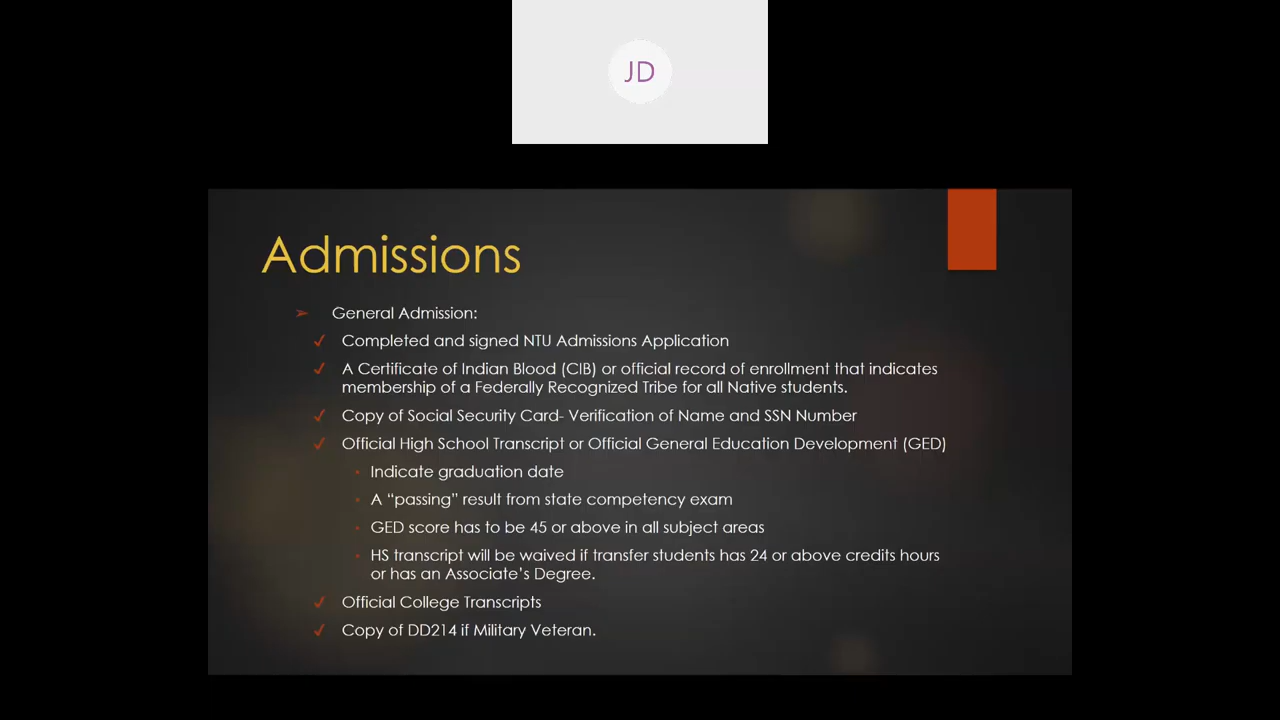 JD
Admissions
➢ General Admission:
✓ Completed and signed NTU Admissions Application
✓ A Certificate of Indian Blood (CIB) or official record of enrollment that indicates
membership of a Federally Recognized Tribe for all Native students.
✓ Copy of Social Security Card- Verification of Name and SSN Number
✓ Official High School Transcript or Official General Education Development (GED)
• Indicate graduation date
• A “passing” result from state competency exam
• GED score has to be 45 or above in all subject areas
• HS transcript will be waived if transfer students has 24 or above credits hours
or has an Associate’s Degree.
✓ Official College Transcripts
✓ Copy of DD214 if Military Veteran.